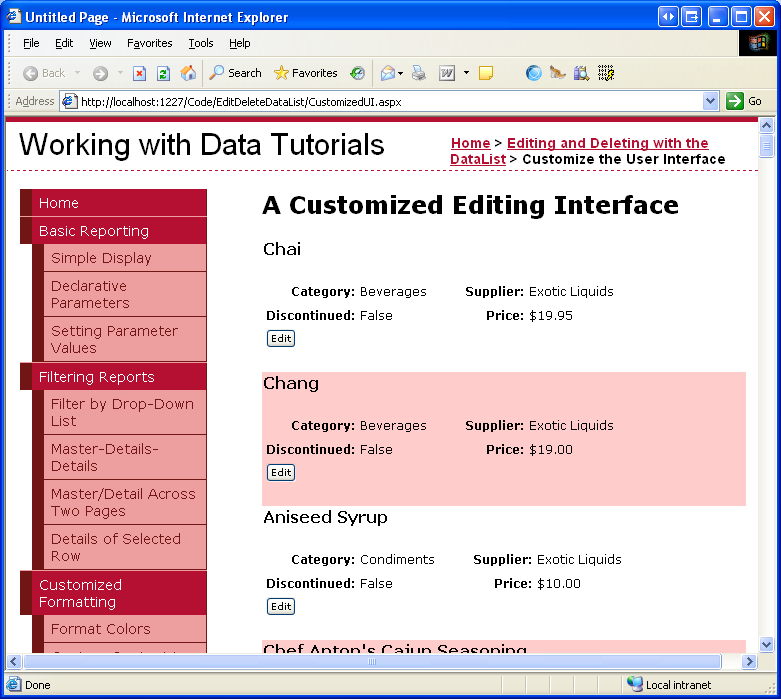 Untitled Page - Microsoft Internet Explorer
File Edit View Favorites Tools Help
Back Search Favorites
Address http://localhost:1227/Code/EditDeleteDataList/CustomizedUI.aspx Go
Working with Data Tutorials
Home > Editing and Deleting with the
DataList > Customize the User Interface
Home
Basic Reporting
Simple Display
Declarative
Parameters
Setting Parameter
Values
Filtering Reports
Filter by Drop-Down
List
Master-Details-
Details
Master/Detail Across
Two Pages
Details of Selected
Row
Customized
Formatting
Format Colors
A Customized Editing Interface
Chai
Category: Beverages Supplier: Exotic Liquids
Discontinued: False Price: $19.95
Edit
Chang
Category: Beverages Supplier: Exotic Liquids
Discontinued: False Price: $19.00
Edit
Aniseed Syrup
Category: Condiments Supplier: Exotic Liquids
Discontinued: False Price: $10.00
Edit
Chef Anton's Cajun Seasoning
Done Local intranet